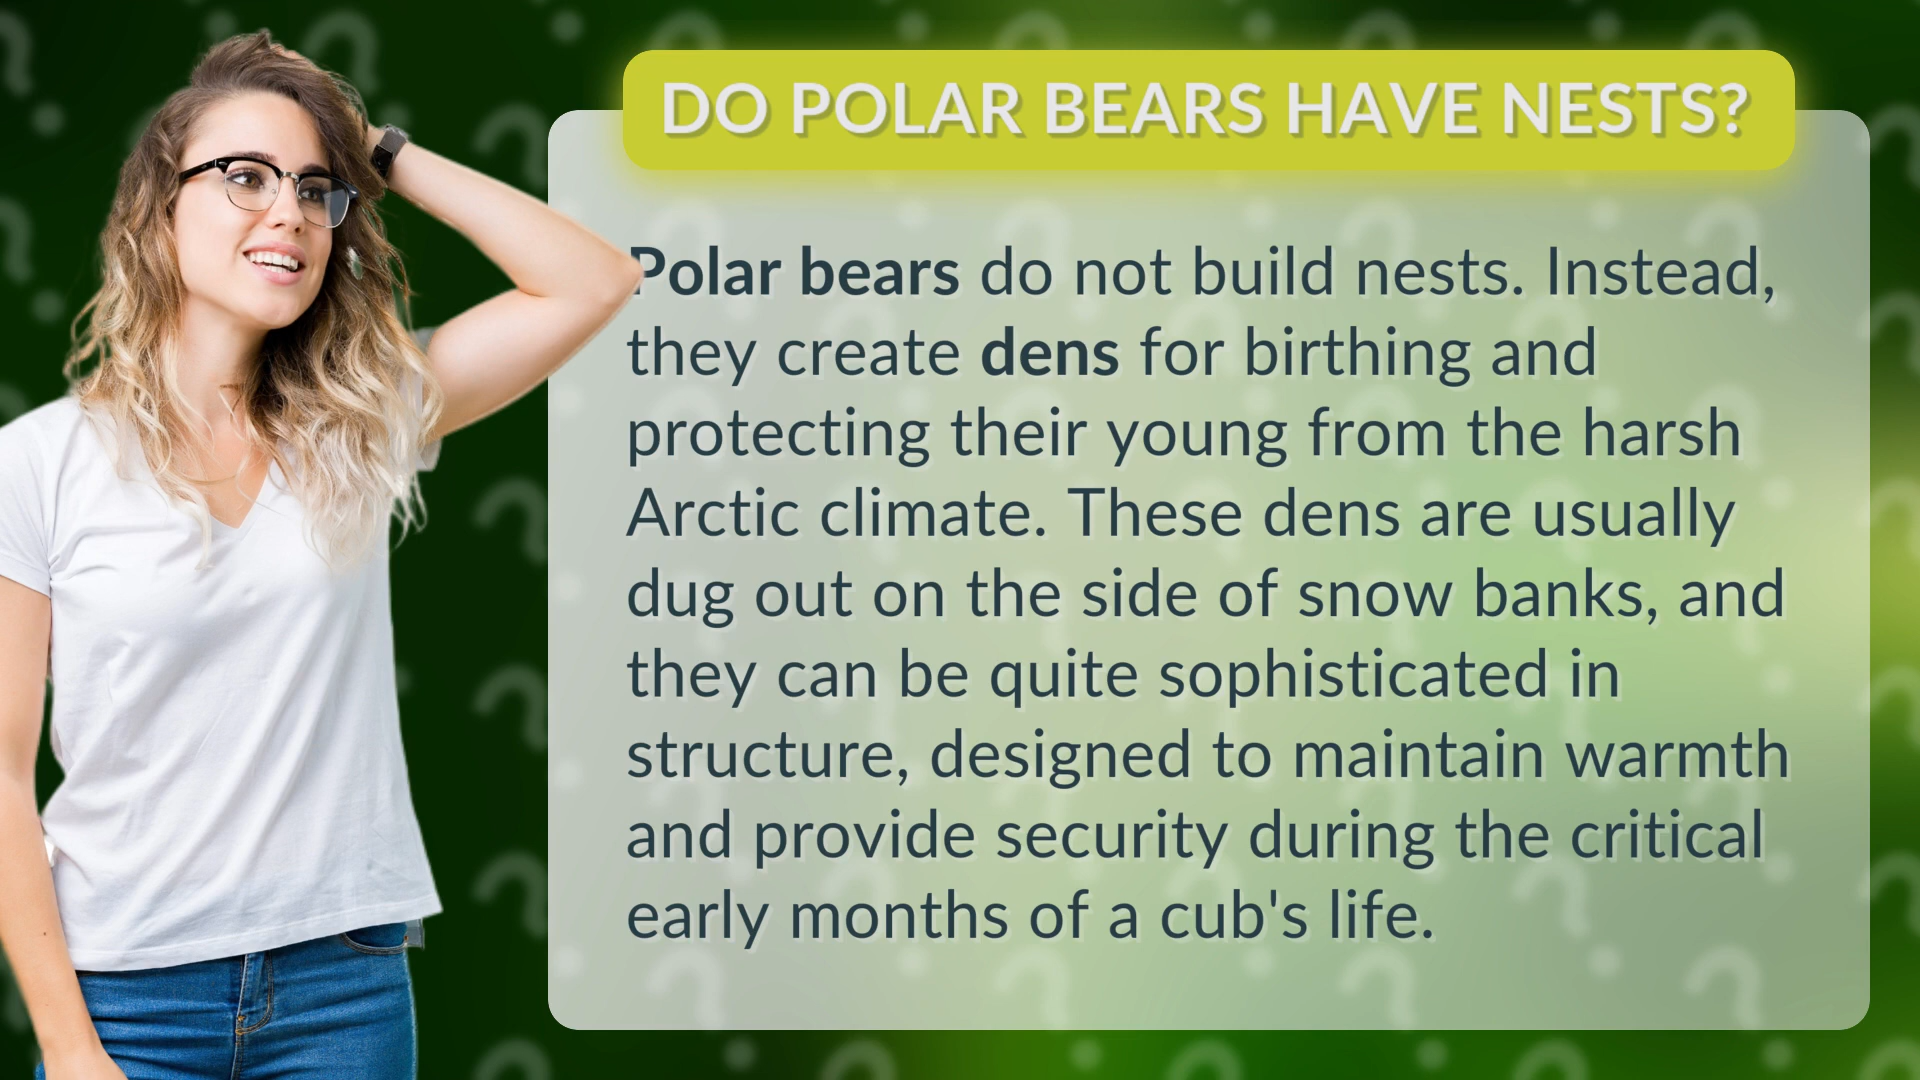 DO POLAR BEARS HAVE NESTS?
Polar bears do not build nests. Instead,
they create dens for birthing and
protecting their young from the harsh
Arctic climate. These dens are usually
dug out on the side of snow banks, and
they can be quite sophisticated in
structure, designed to maintain warmth
and provide security during the critical
early months of a cub's life.